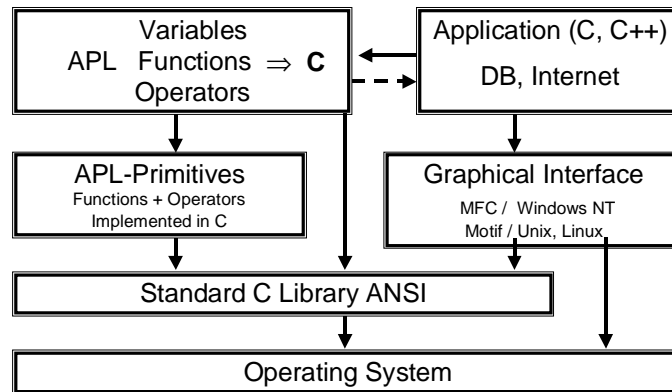 Variables
APL Functions ⇒ C
Operators
Application (C, C++)
DB, Internet
APL-Primitives
Functions + Operators
Implemented in C
Graphical Interface
MFC / Windows NT
Motif / Unix, Linux
Standard C Library ANSI
Operating System